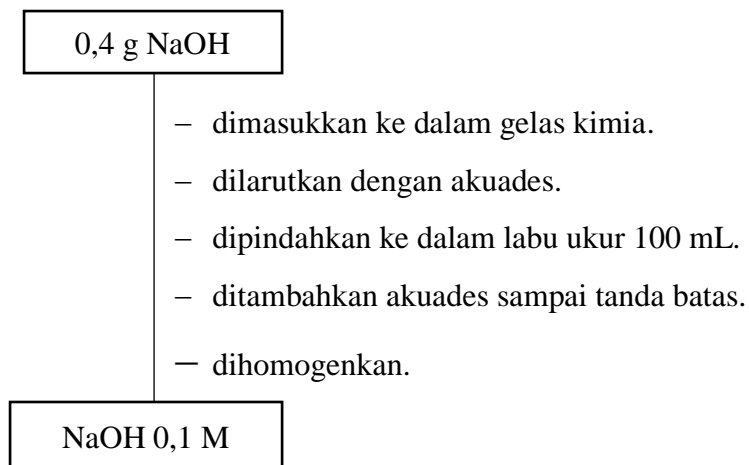 0,4 g NaOH
– dimasukkan ke dalam gelas kimia.
– dilarutkan dengan akuades.
– dipindahkan ke dalam labu ukur 100 mL.
– ditambahkan akuades sampai tanda batas.
– dihomogenkan.
NaOH 0,1 M